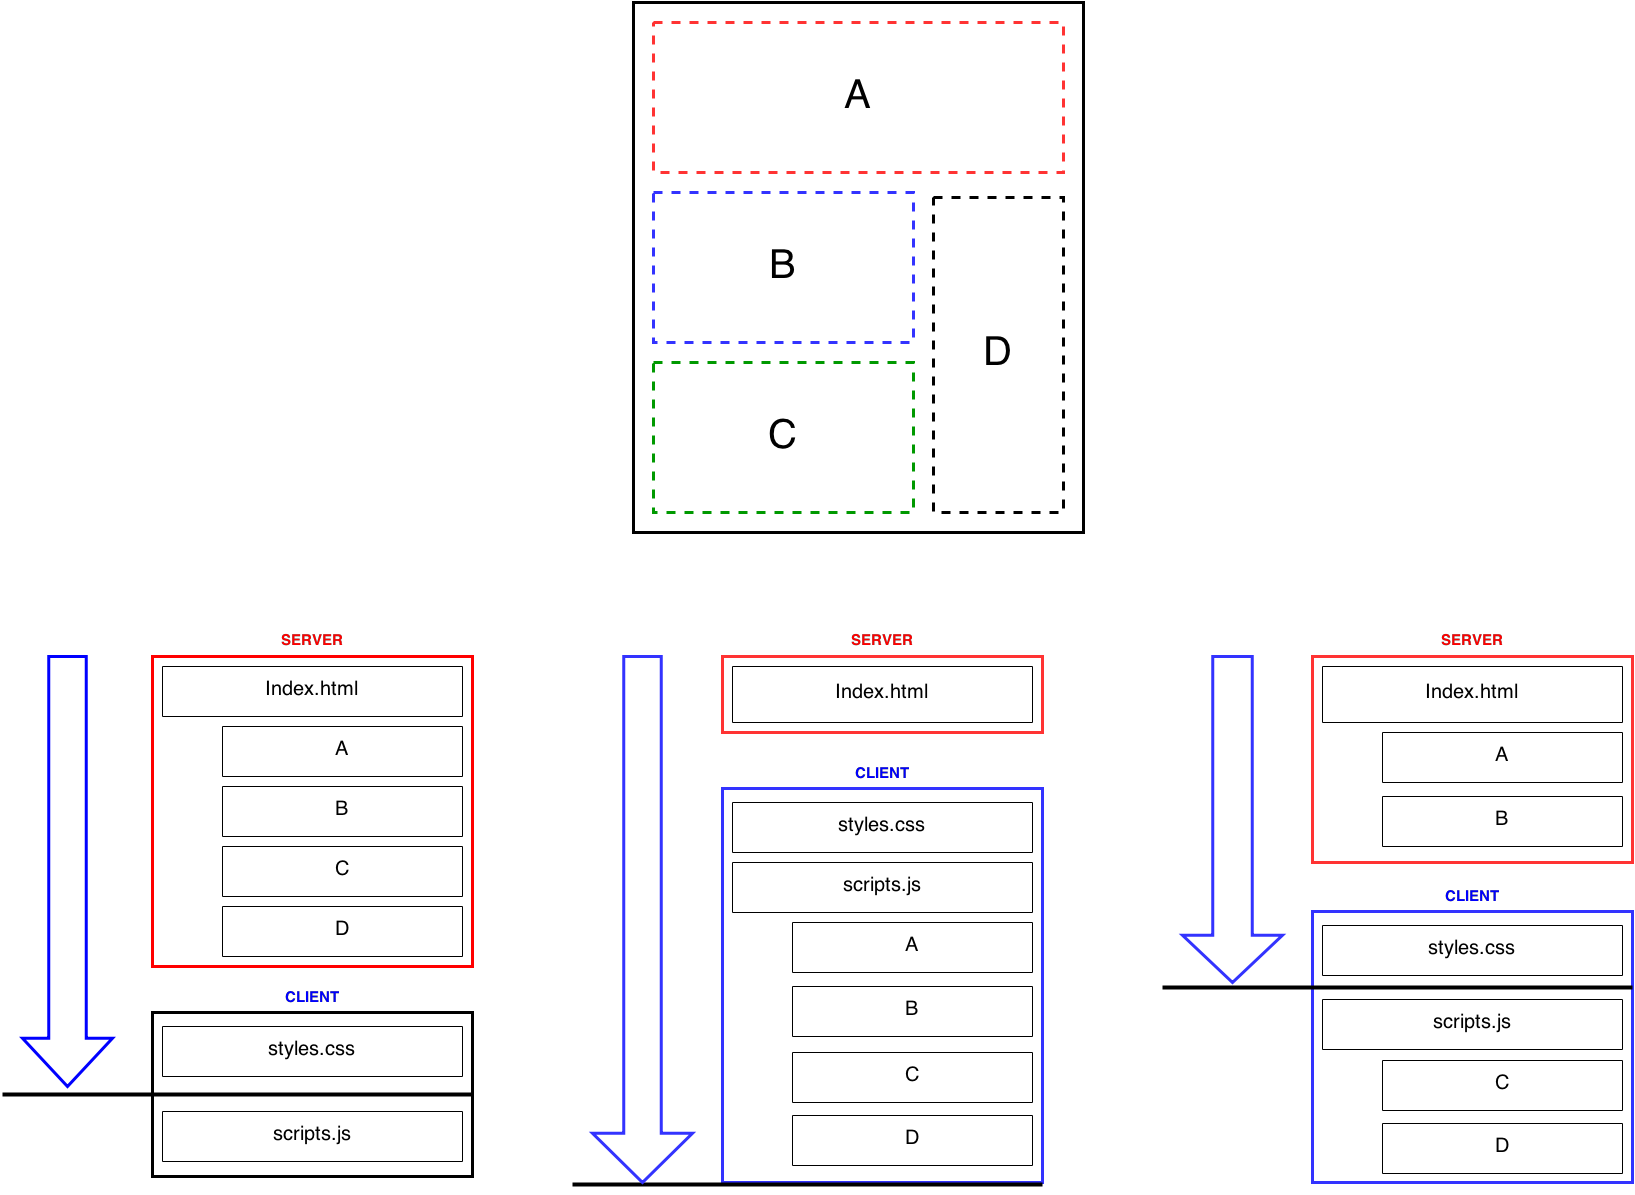 A
B
C
D
SERVER
Index.html
A
B
C
D
CLIENT
styles.css
scripts.js
SERVER
Index.html
CLIENT
styles.css
scripts.js
A
B
C
D
SERVER
Index.html
A
B
CLIENT
styles.css
scripts.js
C
D